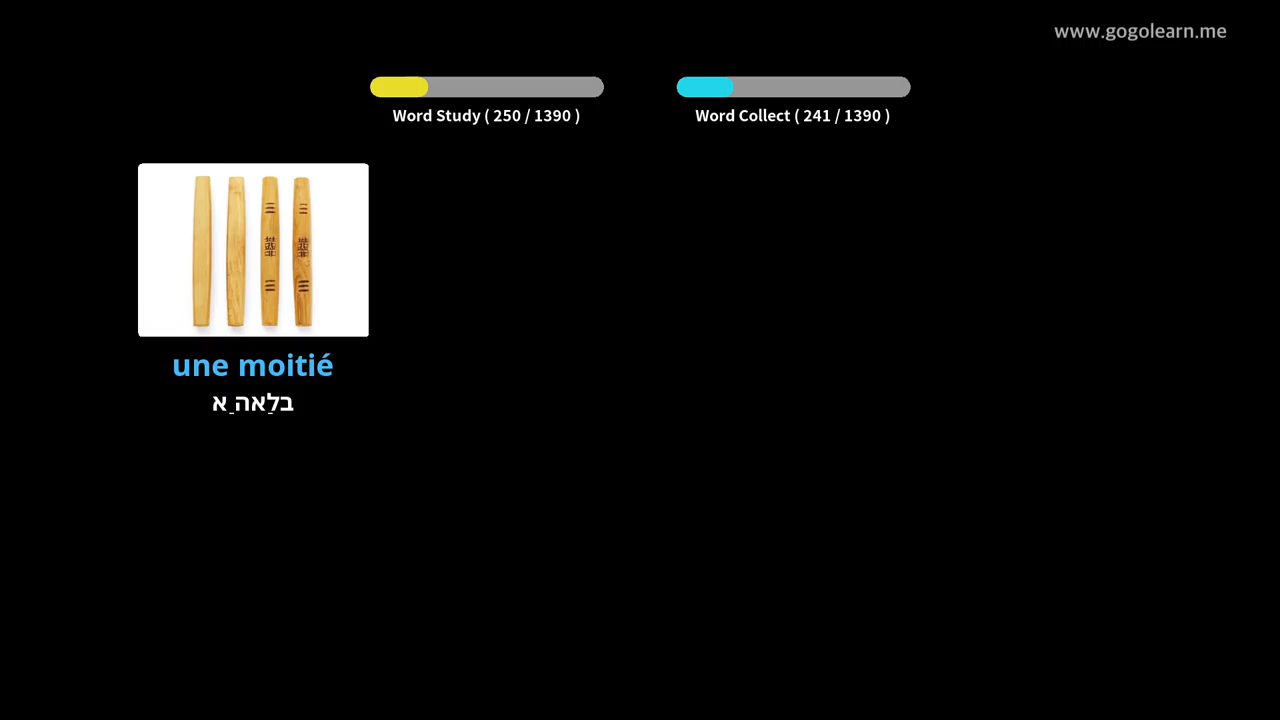 www.gogolearn.me
Word Study ( 250 / 1390 )
Word Collect ( 241 / 1390 )
une moitié
בלַאה ַא